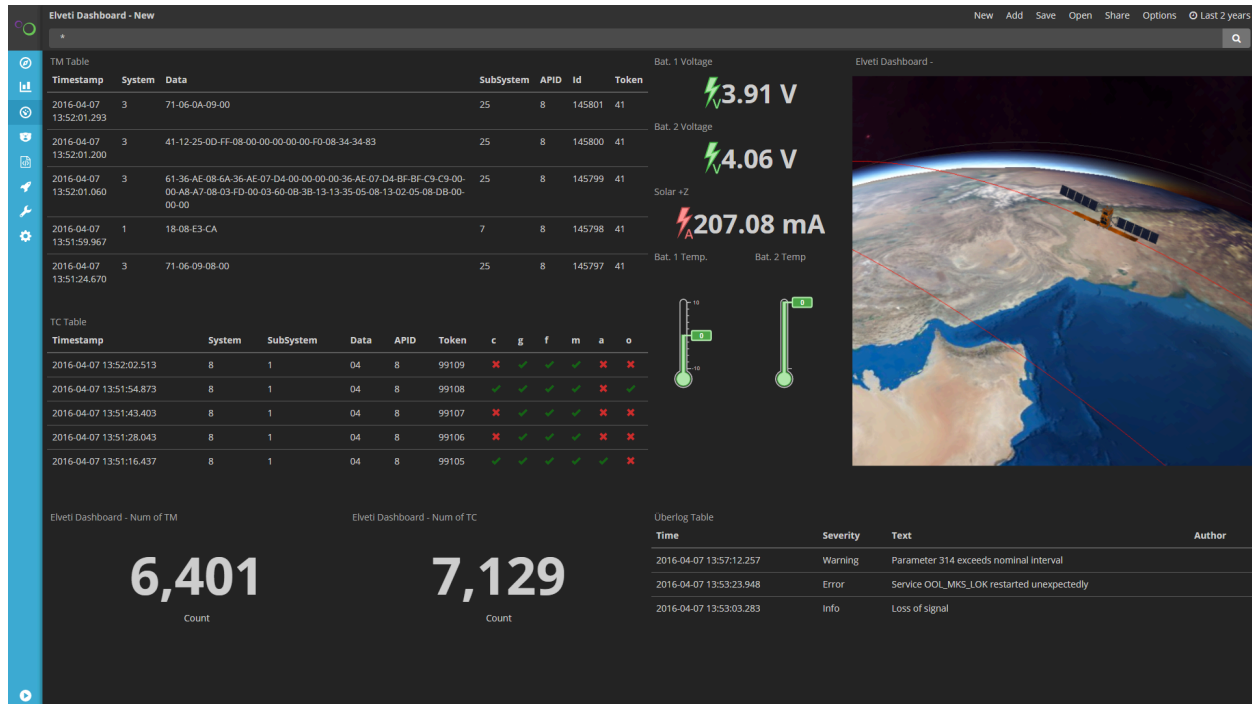 Elveti Dashboard - New
New Add Save Open Share Options Last 2 years
*
TM Table
Timestamp System Data SubSystem APID Id Token
2016-04-07 13:52:01.293 3 71-06-0A-09-00 25 8 145801 41
2016-04-07 13:52:01.200 3 41-12-25-0D-FF-08-00-00-00-00-00-F0-08-34-34-83 25 8 145800 41
2016-04-07 13:52:01.060 3 61-36-AE-08-6A-36-AE-07-D4-00-00-00-00-36-AE-07-D4-BF-BF-C9-C9-00- 25 8 145799 41
00-A8-A7-08-03-FD-00-03-60-0B-3B-13-13-35-05-08-13-02-05-08-DB-00-
00-00
2016-04-07 13:51:59.967 1 18-08-E3-CA 7 8 145798 41
2016-04-07 13:51:24.670 3 71-06-09-08-00 25 8 145797 41
TC Table
Timestamp System SubSystem Data APID Token c g f m a o
2016-04-07 13:52:02.513 8 1 04 8 99109
2016-04-07 13:51:54.873 8 1 04 8 99108
2016-04-07 13:51:43.403 8 1 04 8 99107
2016-04-07 13:51:28.043 8 1 04 8 99106
2016-04-07 13:51:16.437 8 1 04 8 99105
Bat. 1 Voltage
V 3.91 V
Bat. 2 Voltage
V 4.06 V
Solar +Z
A 207.08 mA
Bat. 1 Temp. Bat. 2 Temp
10
0
-10
0
Elveti Dashboard -
Elveti Dashboard - Num of TM
6,401
Count
Elveti Dashboard - Num of TC
7,129
Count
Überlog Table
Time Severity Text Author
2016-04-07 13:57:12.257 Warning Parameter 314 exceeds nominal interval
2016-04-07 13:53:23.948 Error Service OOL_MKS_LOK restarted unexpectedly
2016-04-07 13:53:03.283 Info Loss of signal